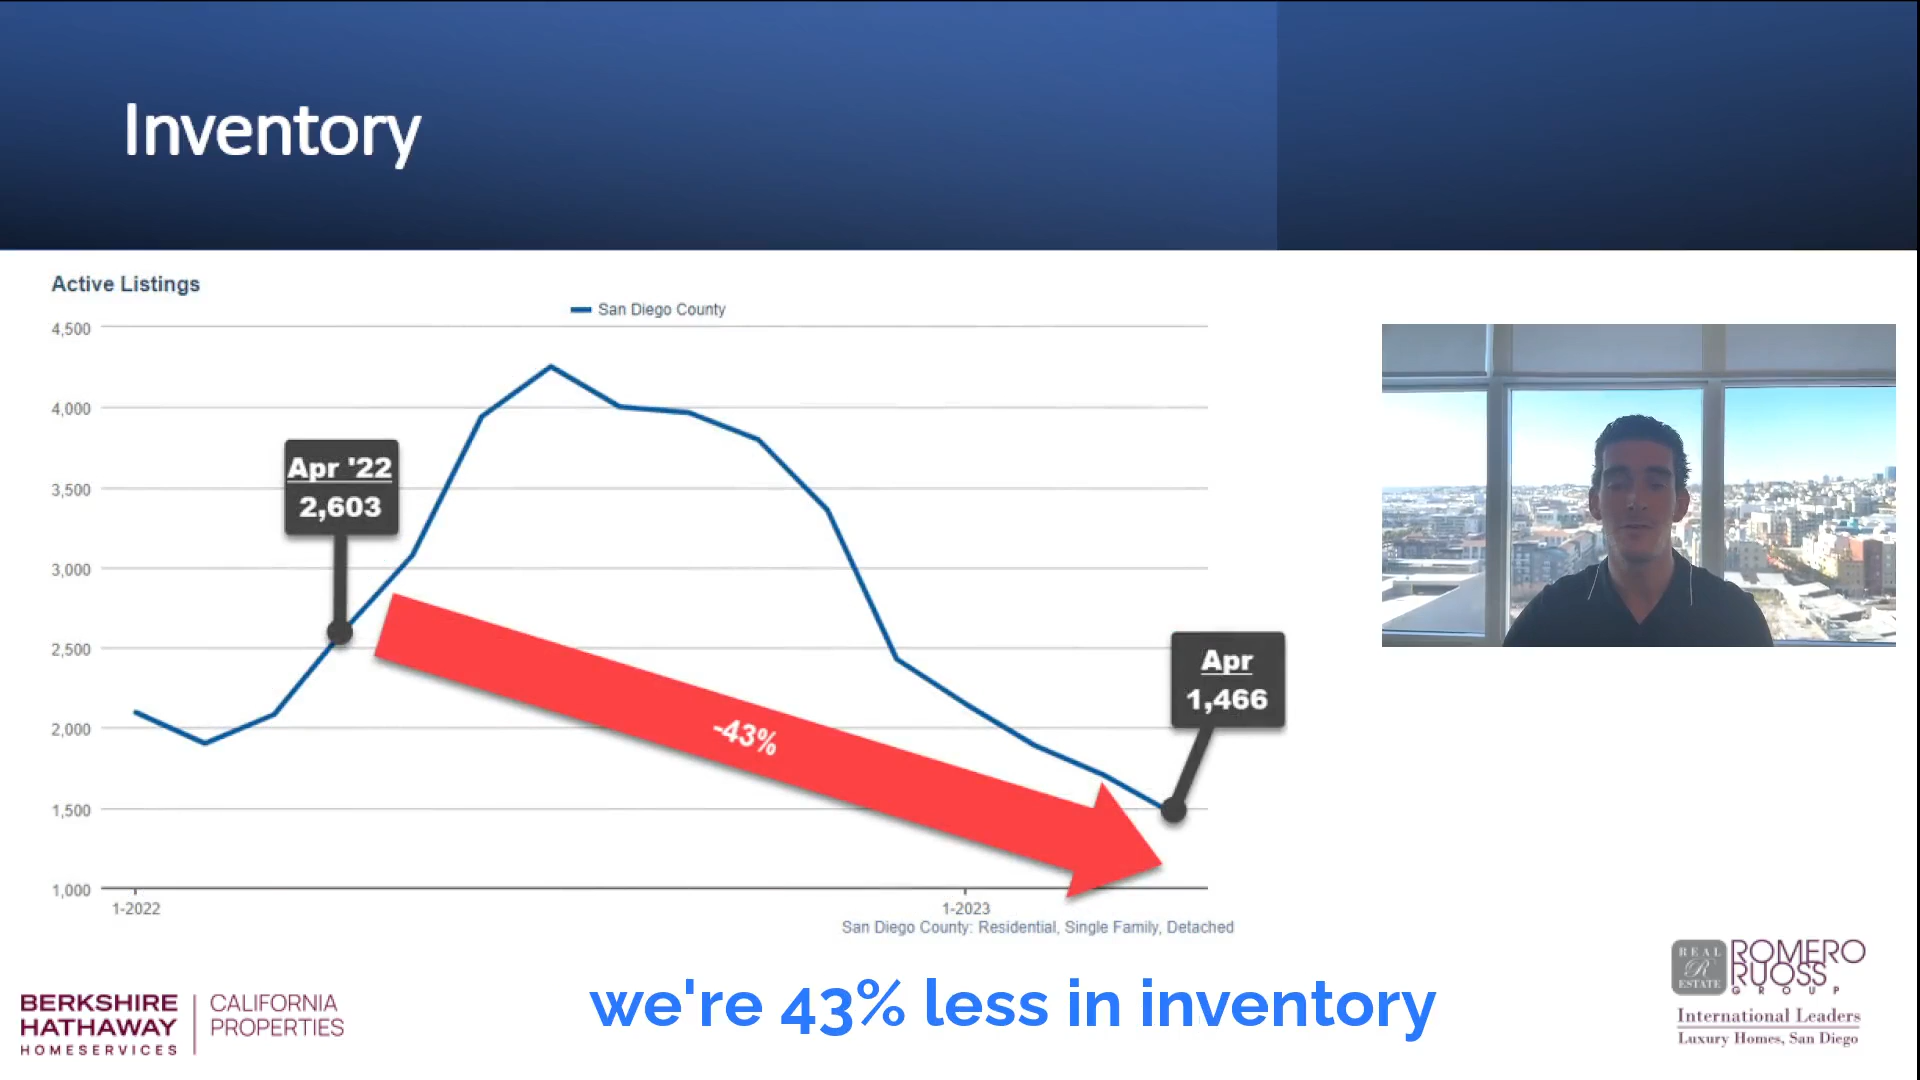 Inventory
Active Listings
San Diego County
4,500
4,000
3,500
3,000
2,500
2,000
1,500
1,000
Apr '22
2,603
-43%
Apr
1,466
1-2022
1-2023
San Diego County: Residential, Single Family, Detached
we're 43% less in inventory
BERKSHIRE
HATHAWAY
HOMESERVICES
CALIFORNIA
PROPERTIES
REAL
R
ESTATE
ROMERO
RUOSS
GROUP
International Leaders
Luxury Homes, San Diego